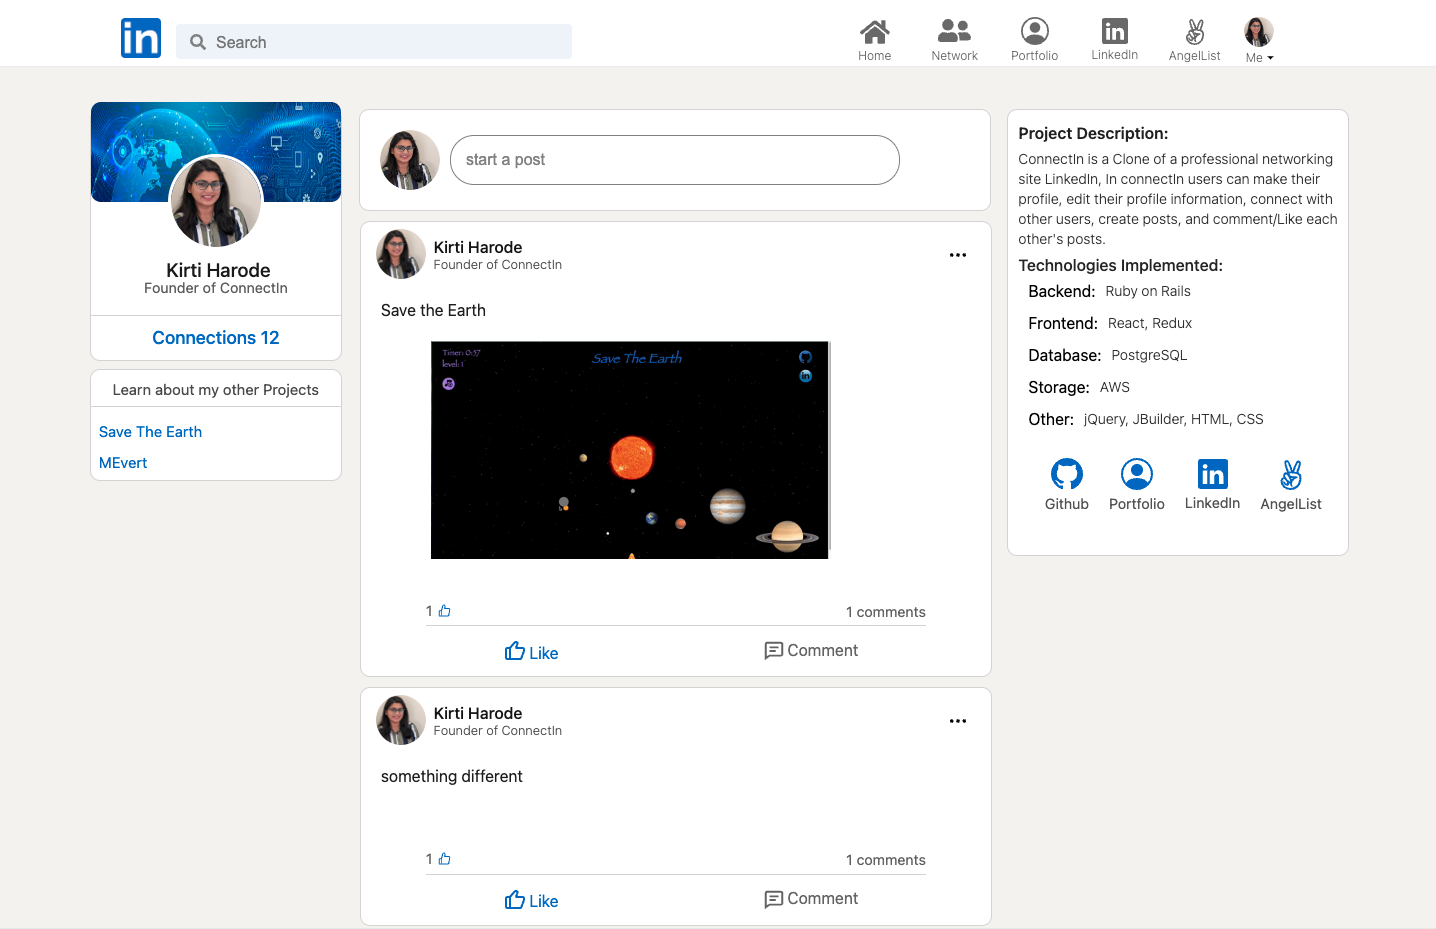 in
Search
Home
Network
Portfolio
LinkedIn
AngelList
Me
Kirti Harode
Founder of ConnectIn
Connections 12
Learn about my other Projects
Save The Earth
MEvert
start a post
Kirti Harode
Founder of ConnectIn
Save the Earth
Timer: 0:57
level: 1
Save The Earth
in
1
1 comments
Like
Comment
Kirti Harode
Founder of ConnectIn
something different
1
1 comments
Like
Comment
Project Description:
ConnectIn is a Clone of a professional networking
site LinkedIn, In connectIn users can make their
profile, edit their profile information, connect with
other users, create posts, and comment/Like each
other's posts.
Technologies Implemented:
Backend: Ruby on Rails
Frontend: React, Redux
Database: PostgreSQL
Storage: AWS
Other: jQuery, JBuilder, HTML, CSS
Github
Portfolio
LinkedIn
AngelList